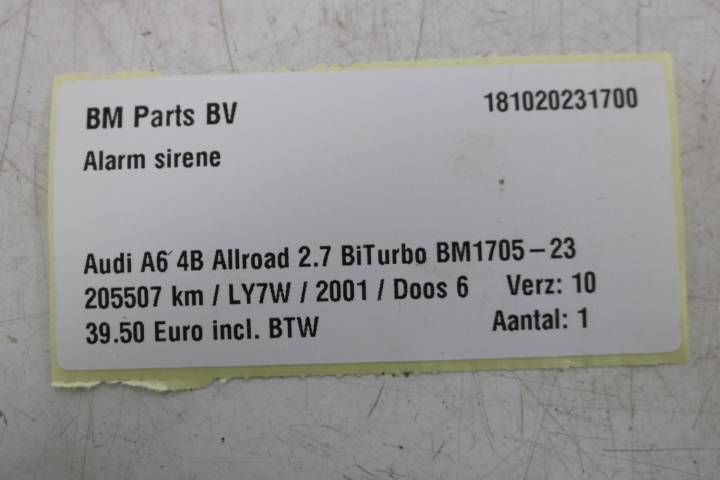 BM Parts BV 181020231700
Alarm sirene
Audi A6 4B Allroad 2.7 BiTurbo BM1705-23
205507 km / LY7W / 2001 / Doos 6 Verz: 10
39.50 Euro incl. BTW Aantal: 1